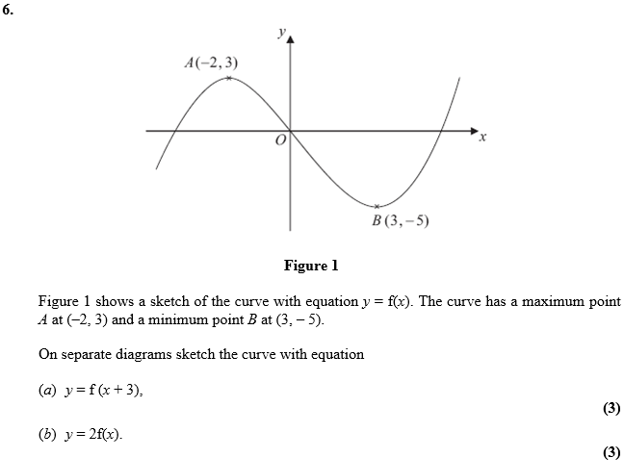 6.
y
A(−2, 3)
O
x
B (3, −5)
Figure 1
Figure 1 shows a sketch of the curve with equation y = f(x). The curve has a maximum point
A at (−2, 3) and a minimum point B at (3, − 5).
On separate diagrams sketch the curve with equation
(a) y = f (x + 3),
(3)
(b) y = 2f(x).
(3)